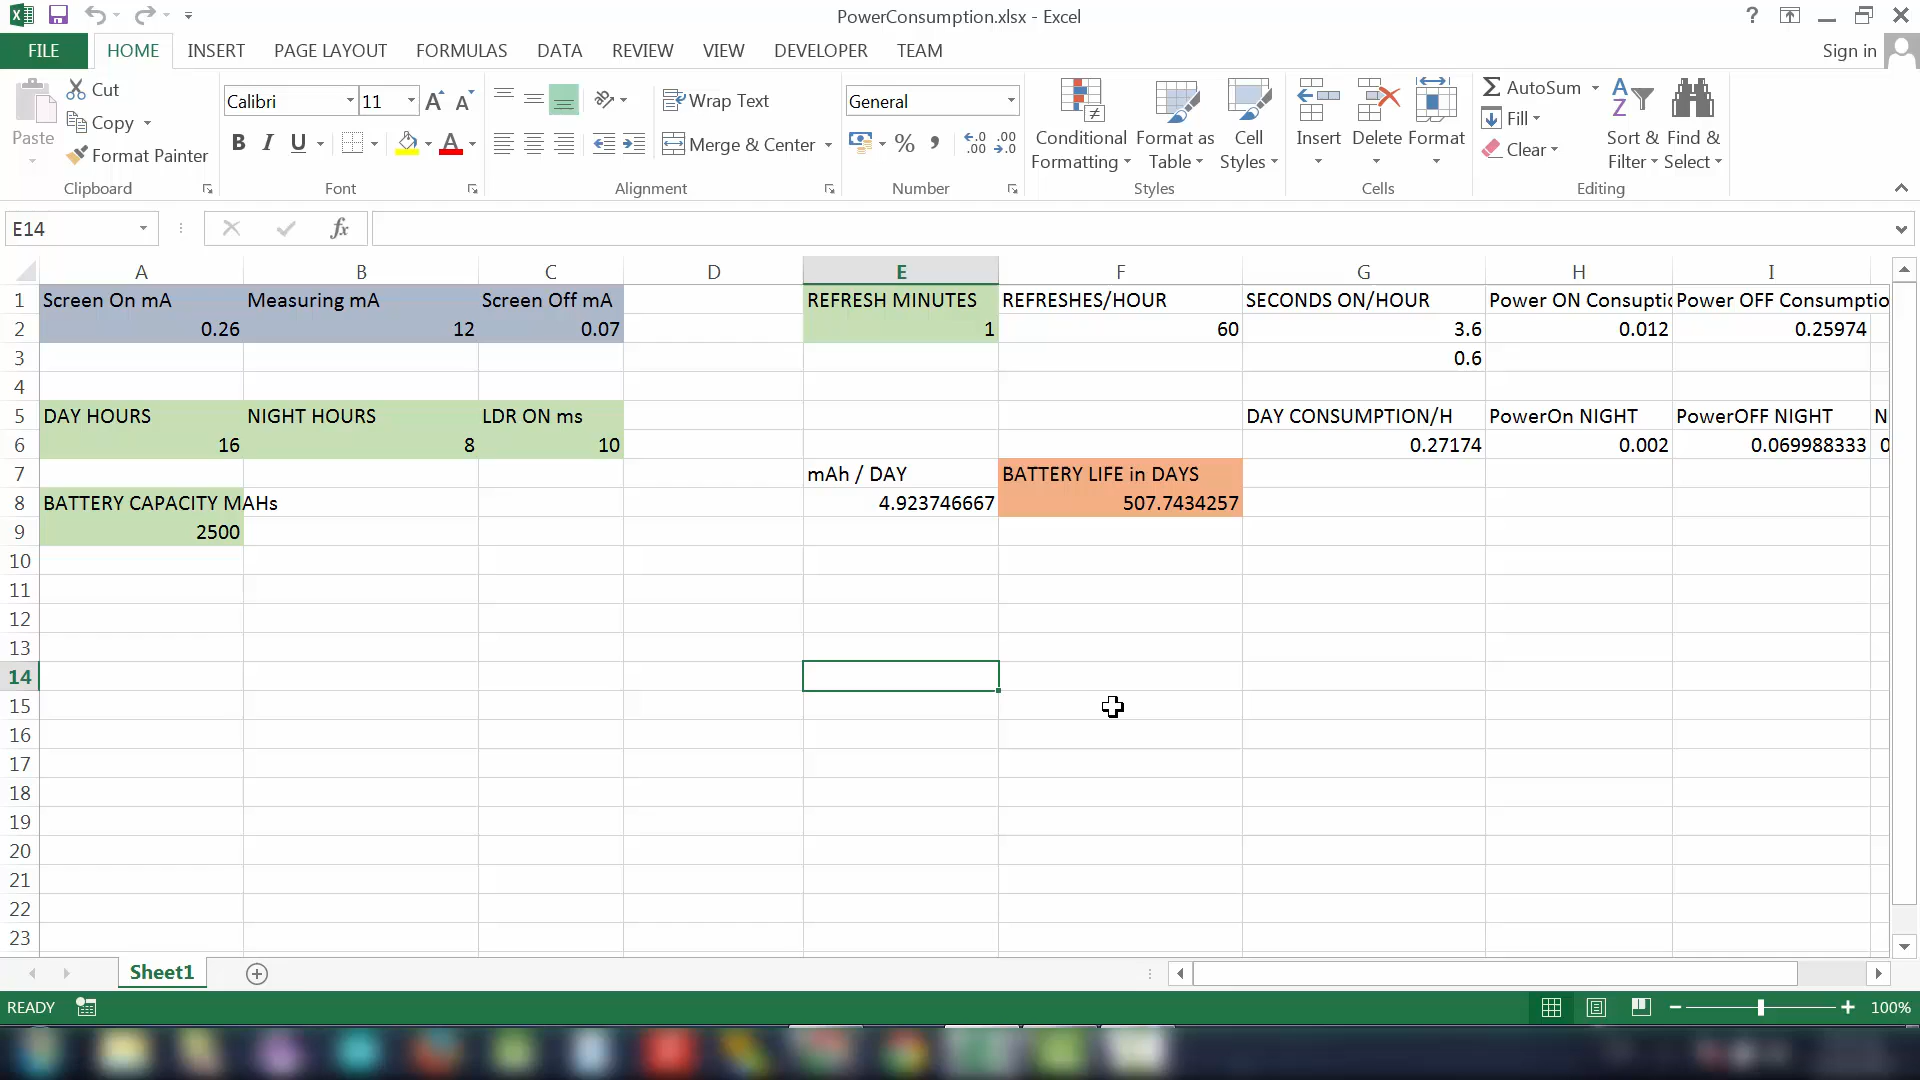 PowerConsumption.xlsx - Excel
?
FILE HOME INSERT PAGE LAYOUT FORMULAS DATA REVIEW VIEW DEVELOPER TEAM Sign in
Paste
Cut
Copy
Format Painter
Clipboard
Calibri 11 A A
B I U A
Font
Wrap Text
Merge & Center
Alignment
General
% , .0 .00 .00 .0
Number
Conditional Formatting
Format as Table
Cell Styles
Styles
Insert
Delete
Format
Cells
AutoSum
Fill
Clear
Sort & Filter
Find & Select
Editing
E14 fx
A B C D E F G H I
1 Screen On mA Measuring mA Screen Off mA REFRESH MINUTES REFRESHES/HOUR SECONDS ON/HOUR Power ON Consuptic Power OFF Consumptio
2 0.26 12 0.07 1 60 3.6 0.012 0.25974
3 0.6
4
5 DAY HOURS NIGHT HOURS LDR ON ms DAY CONSUMPTION/H PowerOn NIGHT PowerOFF NIGHT N
6 16 8 10 0.27174 0.002 0.069988333 0
7 mAh / DAY BATTERY LIFE in DAYS
8 BATTERY CAPACITY MAHs 4.923746667 507.7434257
9 2500
10
11
12
13
14
15
16
17
18
19
20
21
22
23
Sheet1
READY 100%